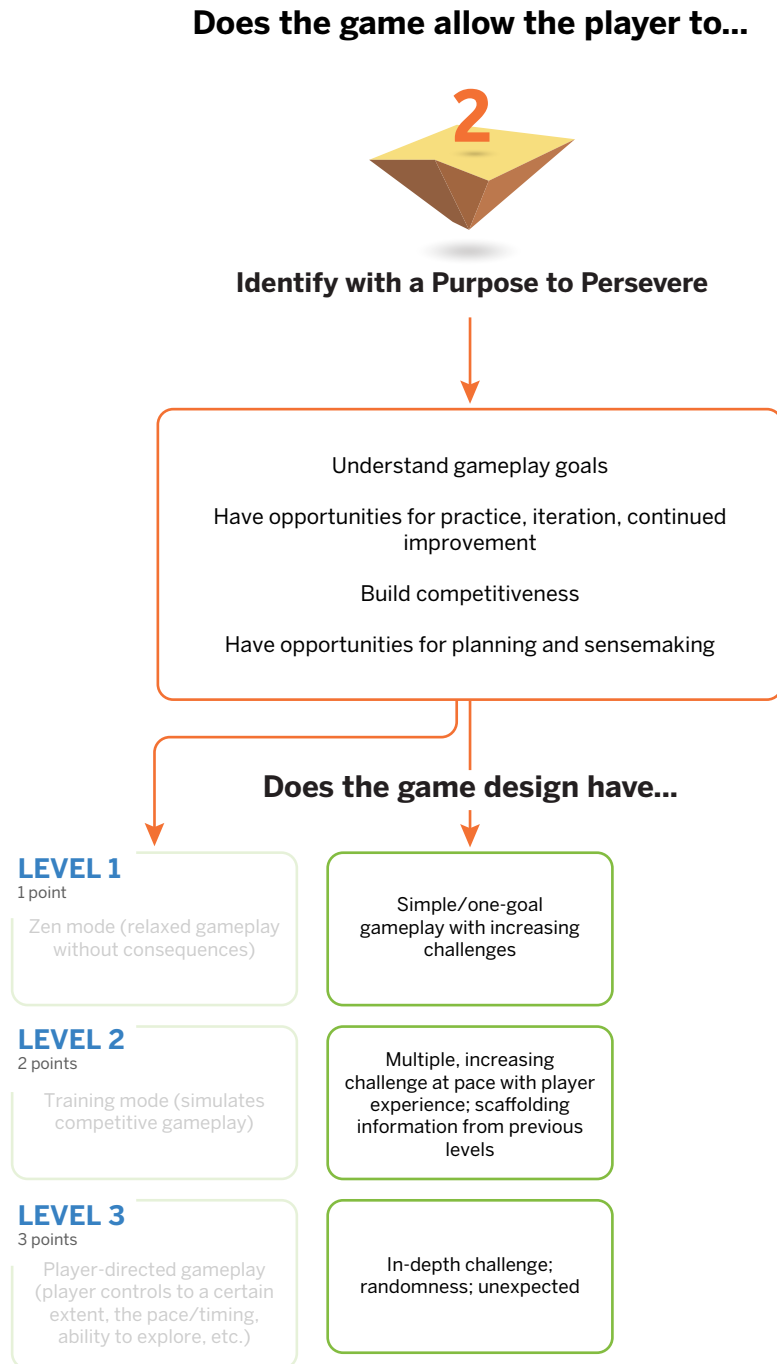 Does the game allow the player to...
2
Identify with a Purpose to Persevere
Understand gameplay goals
Have opportunities for practice, iteration, continued
improvement
Build competitiveness
Have opportunities for planning and sensemaking
Does the game design have...
LEVEL 1
1 point
Zen mode (relaxed gameplay
without consequences)
Simple/one-goal
gameplay with increasing
challenges
LEVEL 2
2 points
Training mode (simulates
competitive gameplay)
Multiple, increasing
challenge at pace with player
experience; scaffolding
information from previous
levels
LEVEL 3
3 points
Player-directed gameplay
(player controls to a certain
extent, the pace/timing,
ability to explore, etc.)
In-depth challenge;
randomness; unexpected